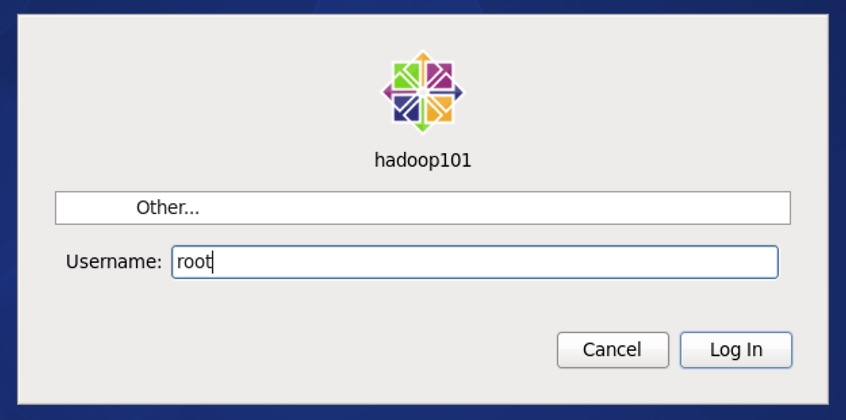 hadoop101
Other...
Username: root
Cancel Log In